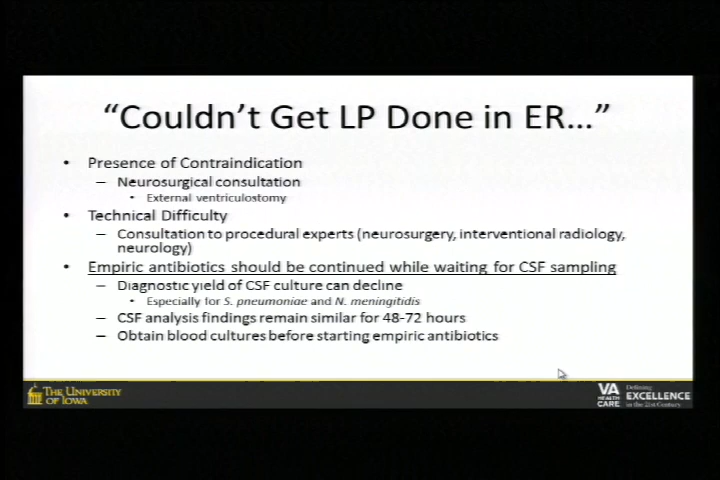 “Couldn’t Get LP Done in ER…”
• Presence of Contraindication
– Neurosurgical consultation
• External ventriculostomy
• Technical Difficulty
– Consultation to procedural experts (neurosurgery, interventional radiology,
neurology)
• Empiric antibiotics should be continued while waiting for CSF sampling
– Diagnostic yield of CSF culture can decline
• Especially for S. pneumoniae and N. meningitidis
– CSF analysis findings remain similar for 48-72 hours
– Obtain blood cultures before starting empiric antibiotics
THE UNIVERSITY
OF IOWA
VA
HEALTH
CARE
Defining
EXCELLENCE
in the 21st Century